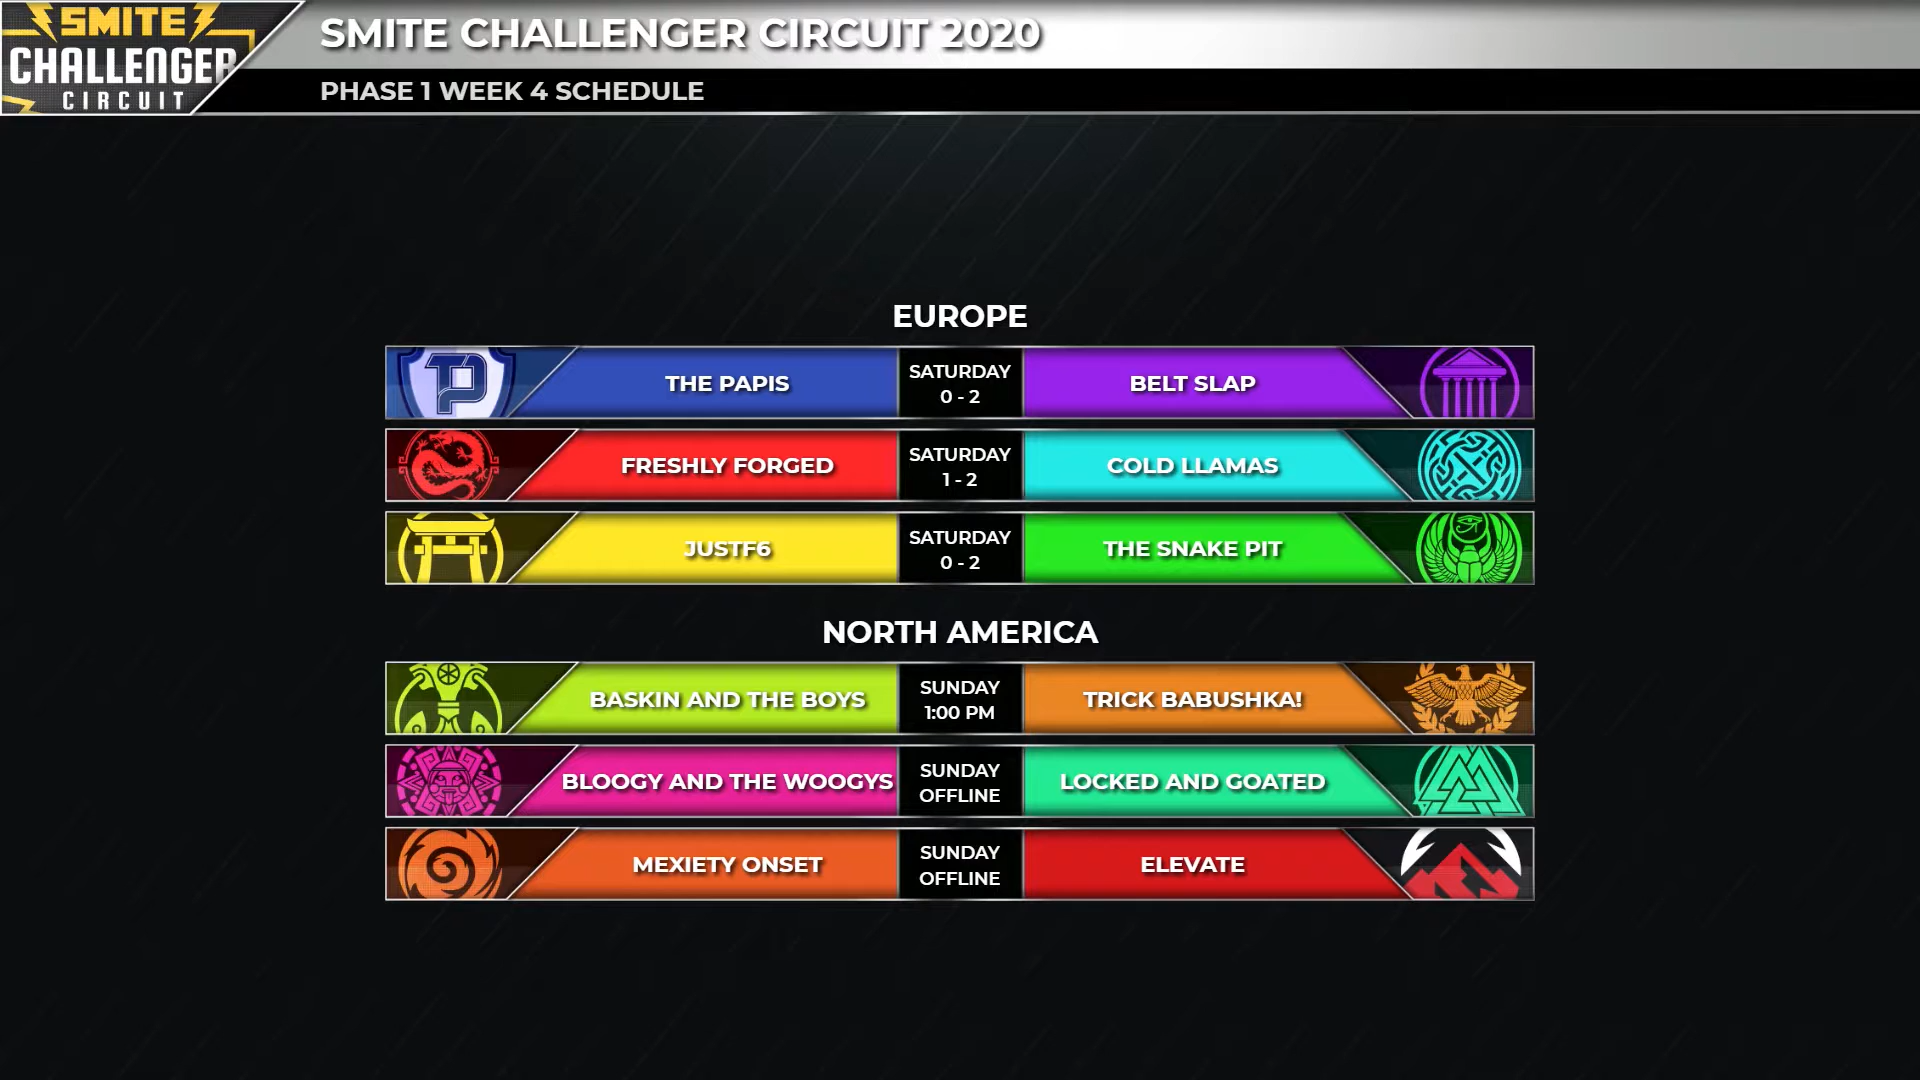 SMITE
CHALLENGER
CIRCUIT
SMITE CHALLENGER CIRCUIT 2020
PHASE 1 WEEK 4 SCHEDULE
EUROPE
TP
THE PAPIS
SATURDAY
0 - 2
BELT SLAP
FRESHLY FORGED
SATURDAY
1 - 2
COLD LLAMAS
JUSTF6
SATURDAY
0 - 2
THE SNAKE PIT
NORTH AMERICA
BASKIN AND THE BOYS
SUNDAY
1:00 PM
TRICK BABUSHKA!
BLOOGY AND THE WOOGYS
SUNDAY
OFFLINE
LOCKED AND GOATED
MEXIETY ONSET
SUNDAY
OFFLINE
ELEVATE